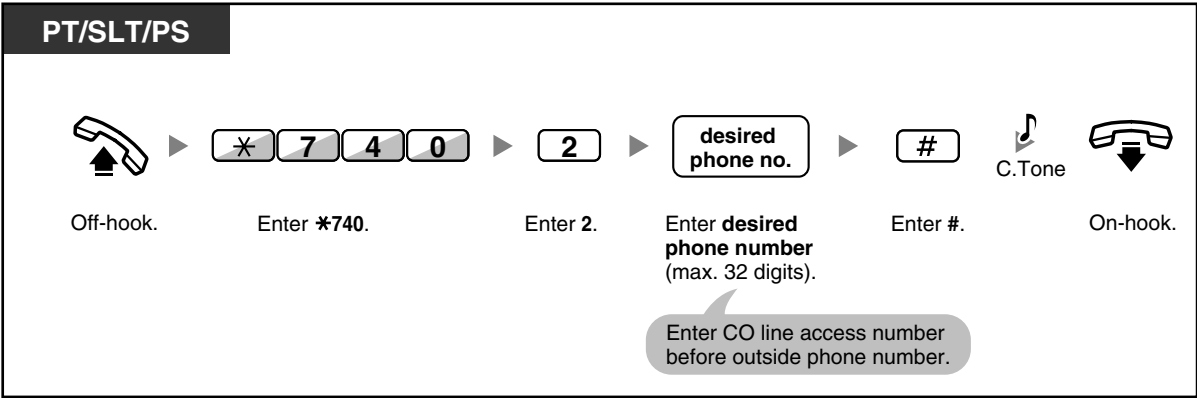 PT/SLT/PS
* 7 4 0
2
desired
phone no.
#
C.Tone
Off-hook.
Enter *740.
Enter 2.
Enter desired
phone number
(max. 32 digits).
Enter #.
On-hook.
Enter CO line access number
before outside phone number.